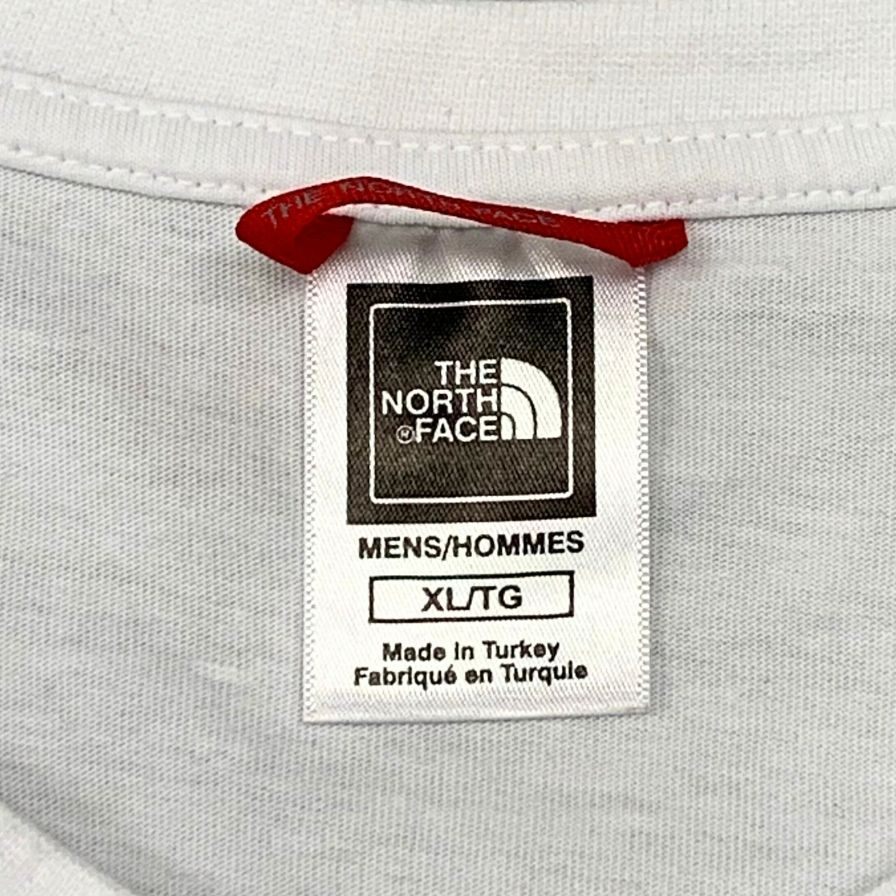 THE NORTH FACE
THE
NORTH
®FACE
MENS/HOMMES
XL/TG
Made in Turkey
Fabriqué en Turquie